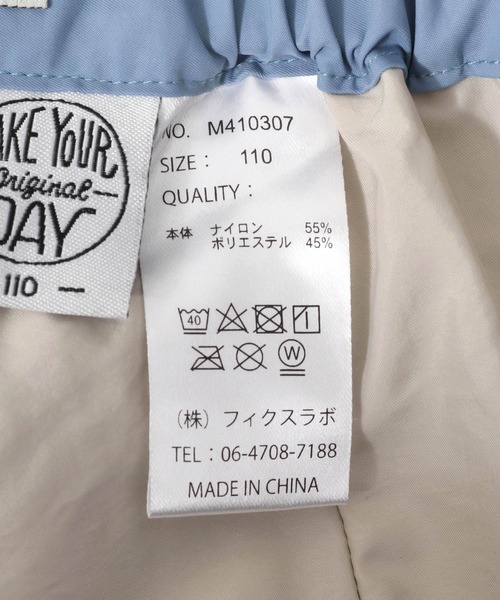 AKE YOUR
Original
DAY
110
NO. M410307
SIZE : 110
QUALITY :
本体 ナイロン 55%
ポリエステル 45%
40
W
(株) フィクスラボ
TEL : 06-4708-7188
MADE IN CHINA